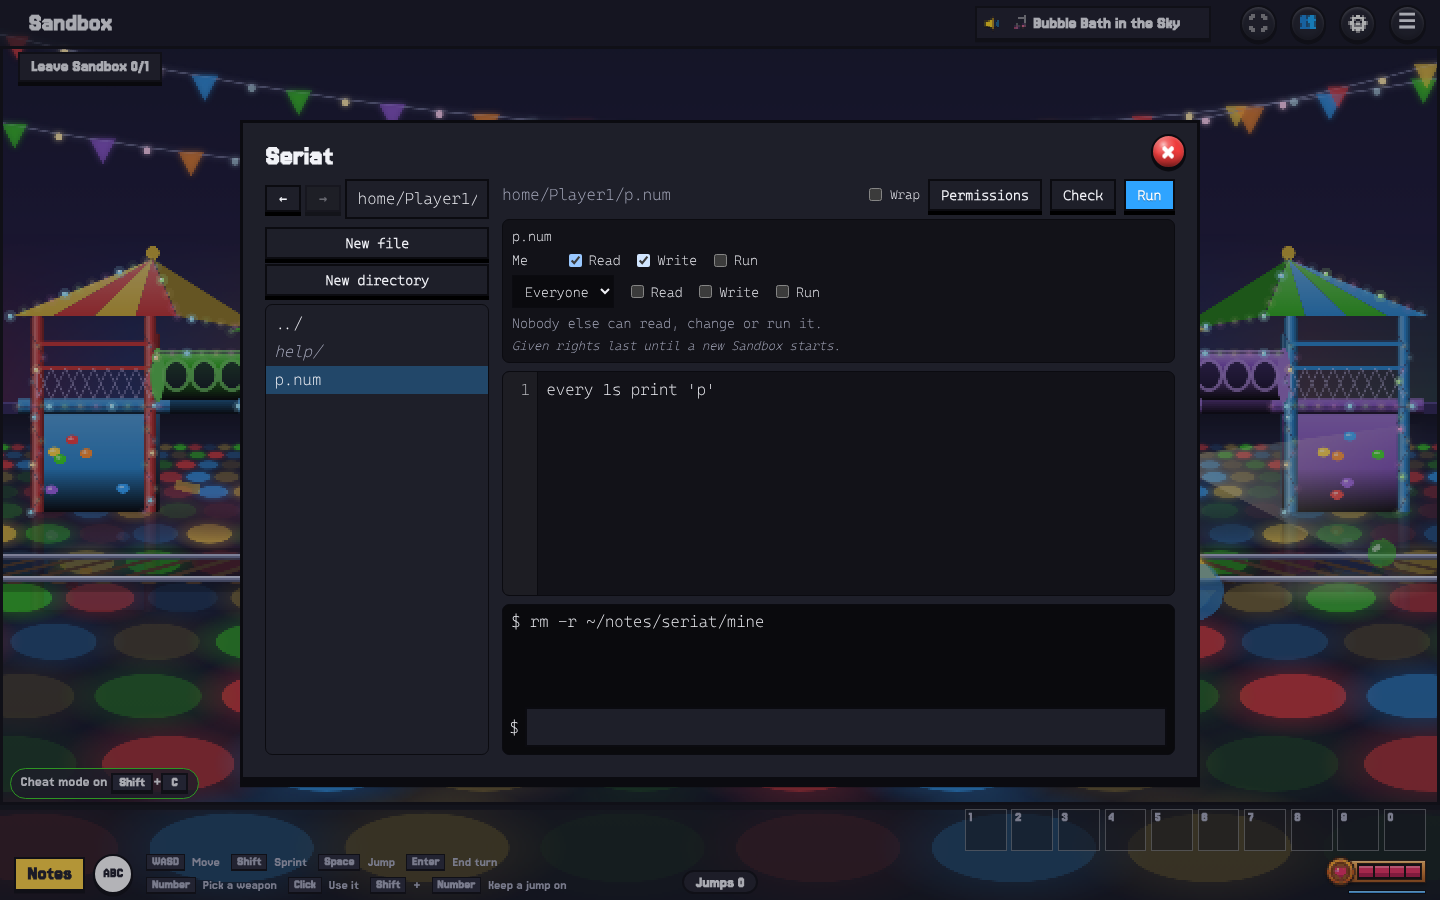 Sandbox
Bubble Bath in the Sky
Leave Sandbox 0/1
Seriat
← → home/Player1/
home/Player1/p.num
Wrap Permissions Check Run
New file
New directory
../
help/
p.num
p.num
Me Read Write Run
Everyone Read Write Run
Nobody else can read, change or run it.
Given rights last until a new Sandbox starts.
1 every 1s print 'p'
$ rm -r ~/notes/seriat/mine
$
Cheat mode on Shift + C
1 2 3 4 5 6 7 8 9 0
Notes ABC
WASD Move Shift Sprint Space Jump Enter End turn
Number Pick a weapon Click Use it Shift + Number Keep a jump on
Jumps 0